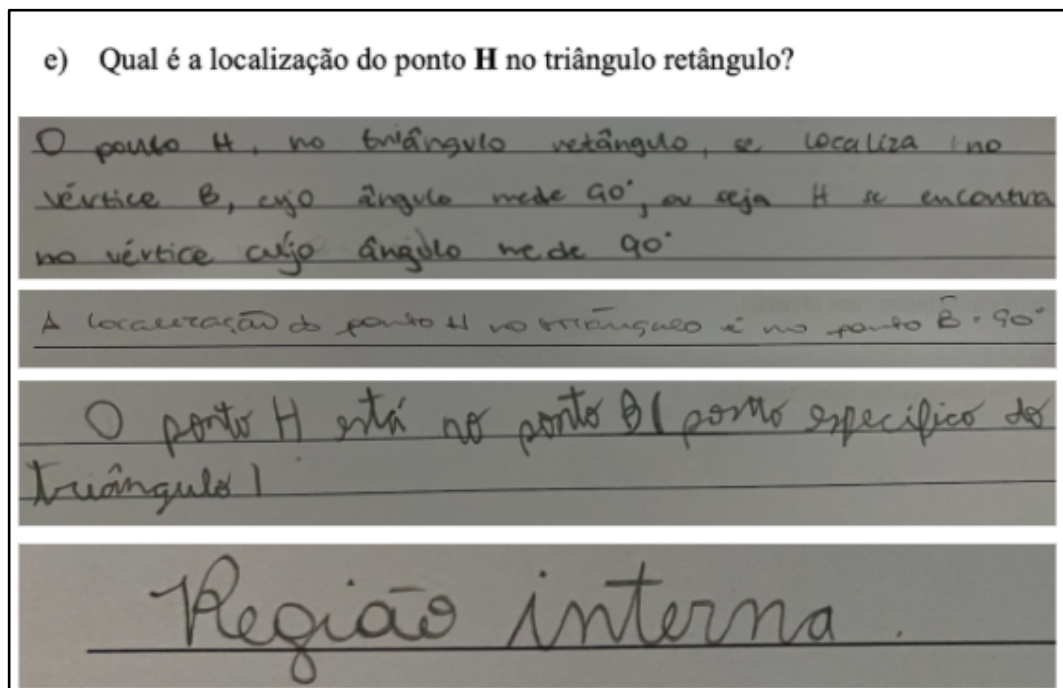 e) Qual é a localização do ponto H no triângulo retângulo?
O ponto H, no triângulo retângulo, se localiza no
vértice B, cujo ângulo mede 90°, ou seja H se encontra
no vértice cujo ângulo mede 90°
A localização do ponto H no triângulo é no ponto B̂ = 90°
O ponto H está no ponto B (ponto específico do
triângulo)
Região interna.